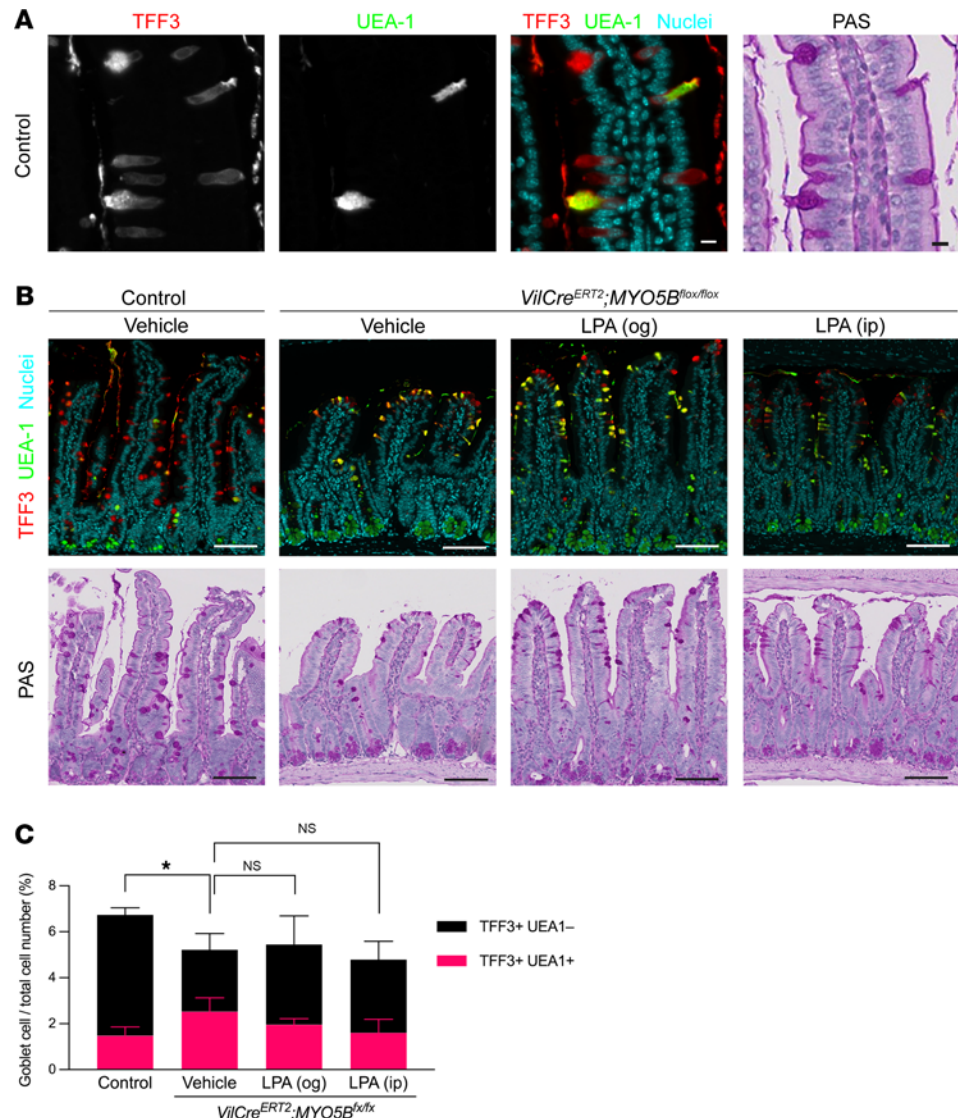 A
TFF3
UEA-1
TFF3 UEA-1 Nuclei
PAS
Control
B
Control
VilCreERT2;MYO5Bflox/flox
Vehicle
Vehicle
LPA (og)
LPA (ip)
TFF3 UEA-1 Nuclei
PAS
C
NS
*
NS
Goblet cell / total cell number (%)
8
6
4
2
0
TFF3+ UEA1–
TFF3+ UEA1+
Control
Vehicle
LPA (og)
LPA (ip)
VilCreERT2;MYO5Bfx/fx